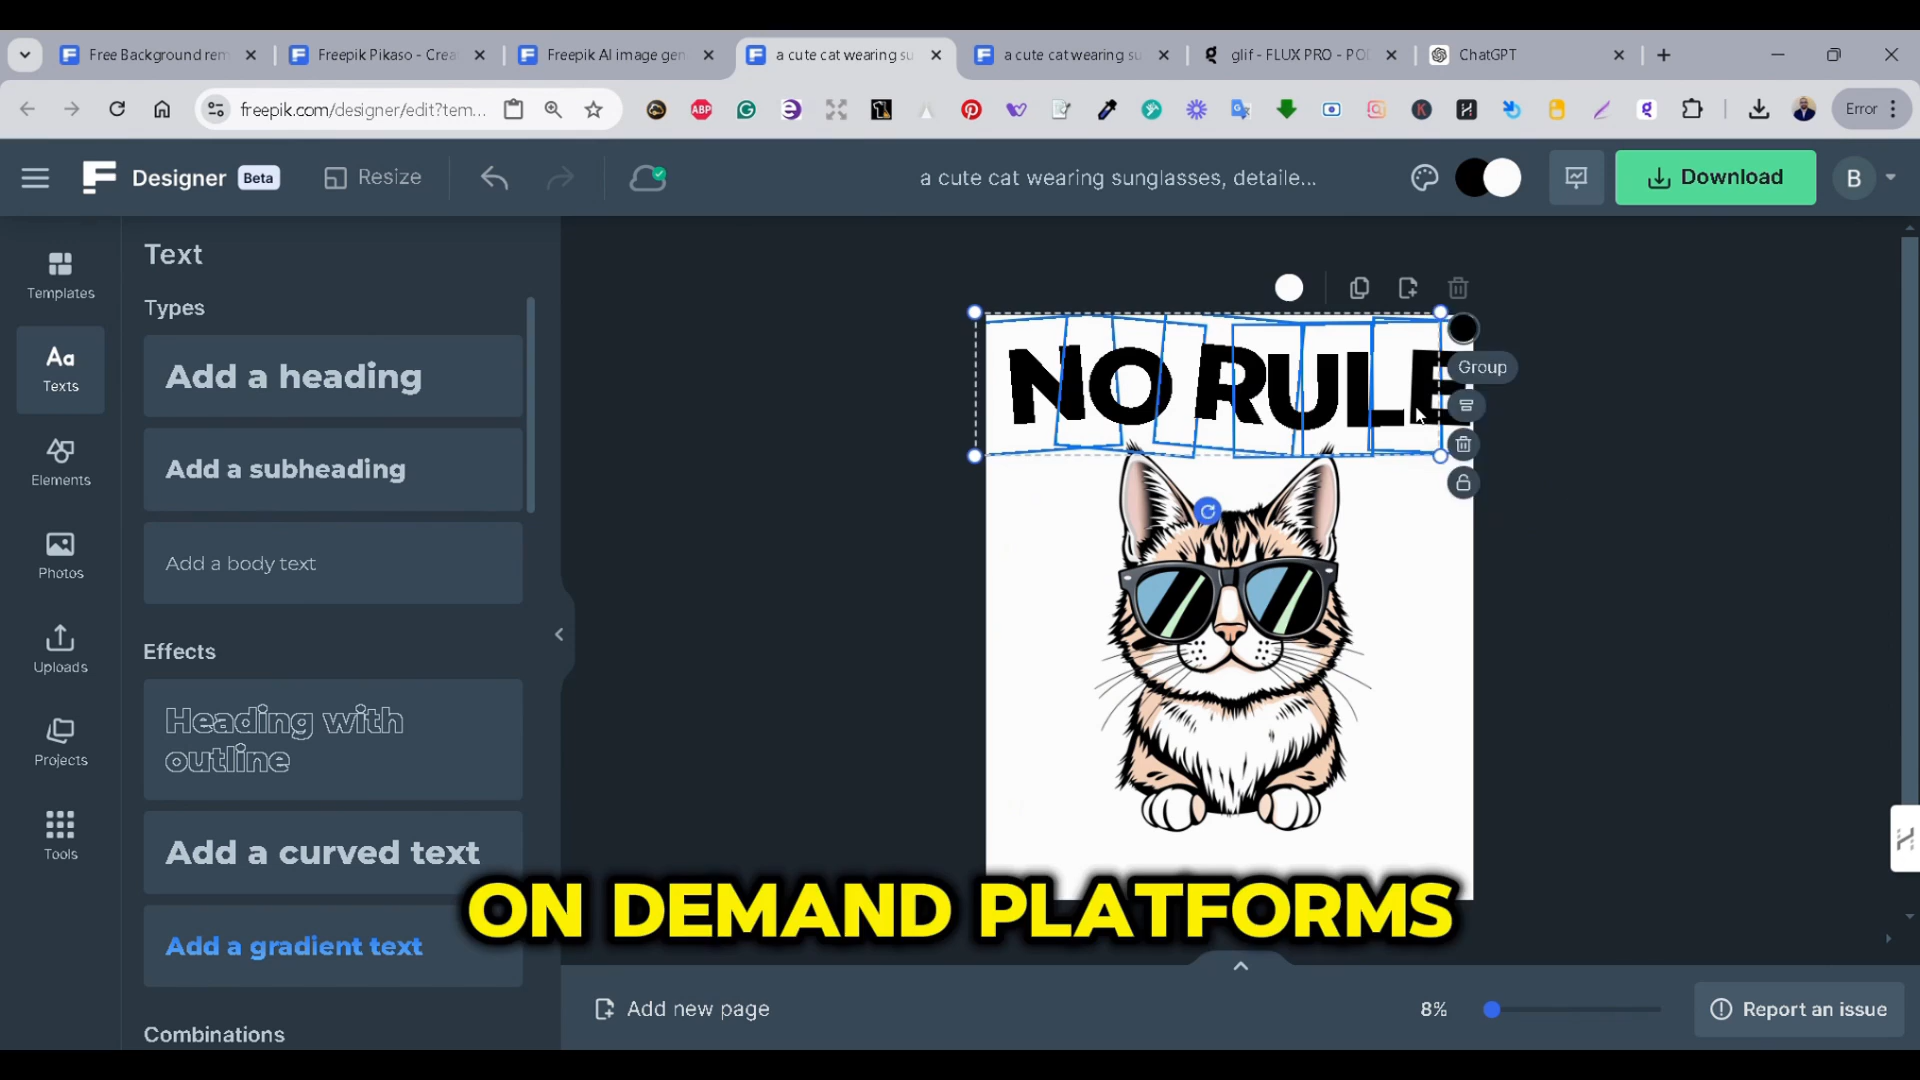 Free Background rem
Freepik Pikaso - Crea
Freepik AI image gen
a cute cat wearing su
a cute cat wearing su
glif - FLUX PRO - PO
ChatGPT
freepik.com/designer/edit?tem...
Error
Designer
Beta
Resize
a cute cat wearing sunglasses, detaile...
Download
B
Templates
Texts
Elements
Photos
Uploads
Projects
Tools
Text
Types
Add a heading
Add a subheading
Add a body text
Effects
Heading with
outline
Add a curved text
Add a gradient text
Combinations
NO RULE
Group
ON DEMAND PLATFORMS
Add new page
8%
Report an issue